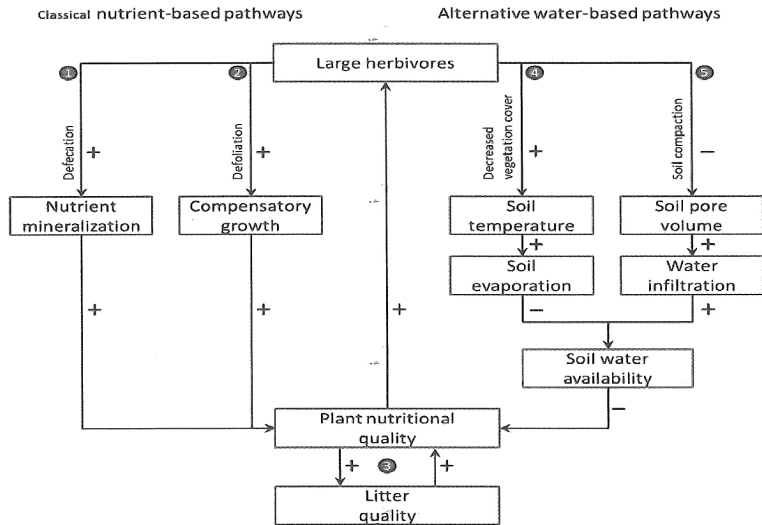 Classical nutrient-based pathways
Alternative water-based pathways
Large herbivores
1
2
4
5
Defecation
+
Defoliation
+
Decreased
vegetation cover
+
Soil compaction
−
Nutrient
mineralization
Compensatory
growth
Soil
temperature
Soil pore
volume
+
+
Soil
evaporation
Water
infiltration
+
+
+
−
+
Soil water
availability
−
Plant nutritional
quality
+
3
+
Litter
quality